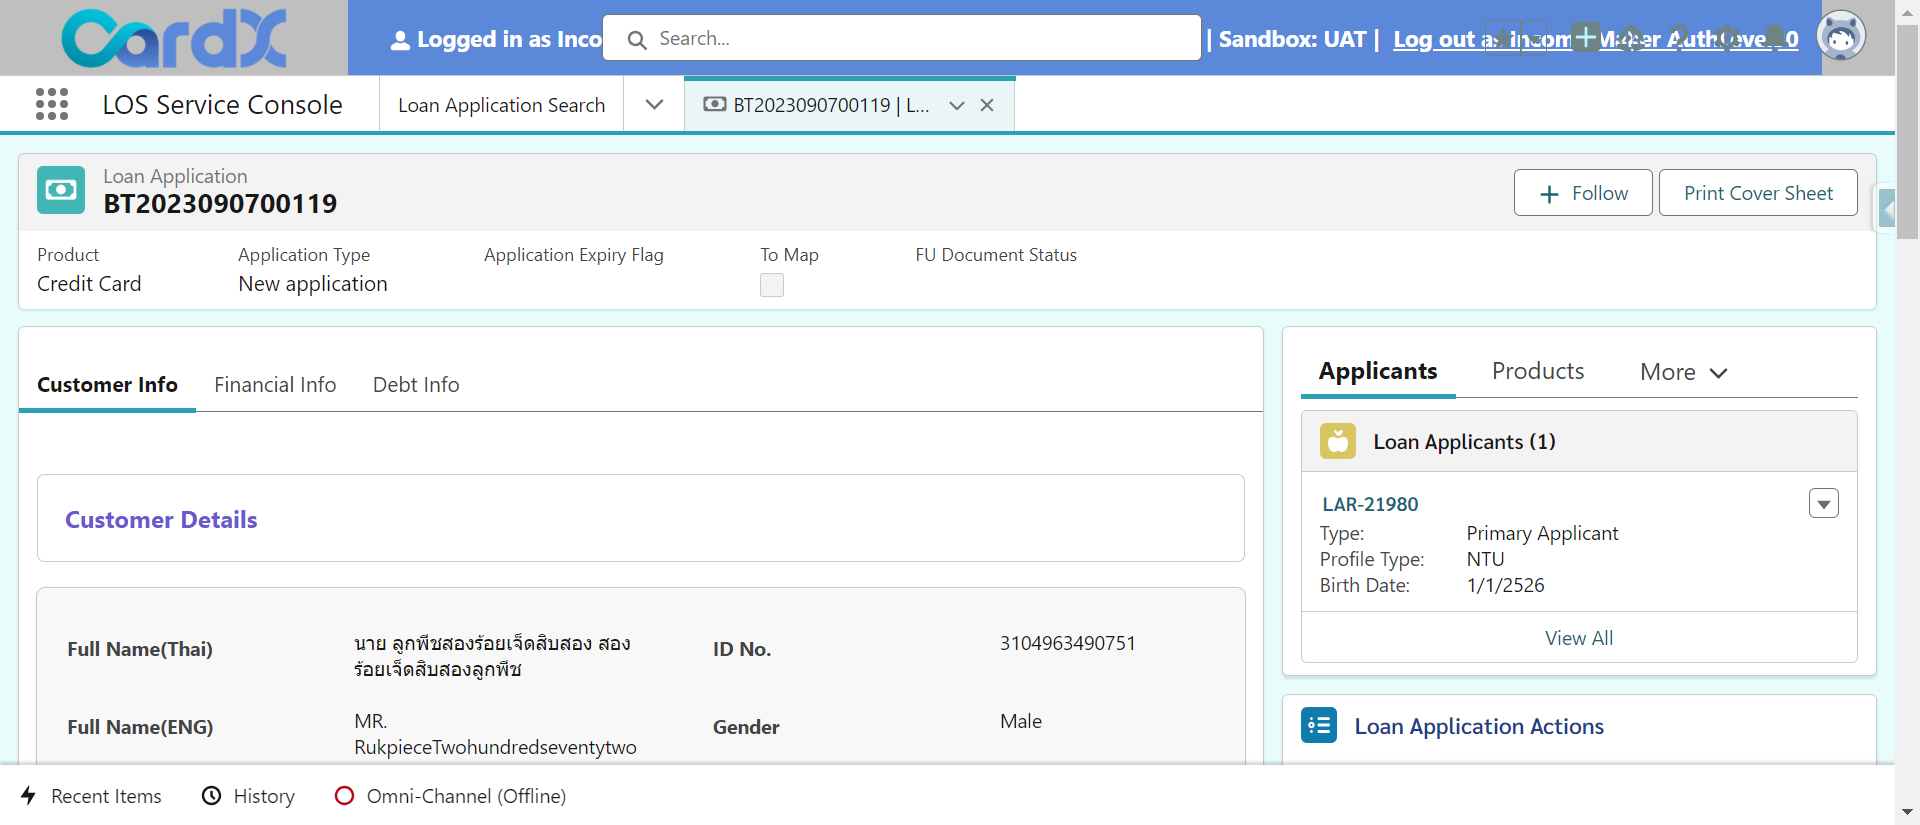 CardX
Logged in as Inco
Search...
| Sandbox: UAT |
Log out as Incom
LOS Service Console
Loan Application Search
BT2023090700119 | L...
Loan Application
BT2023090700119
Follow
Print Cover Sheet
Product
Application Type
Application Expiry Flag
To Map
FU Document Status
Credit Card
New application
Customer Info
Financial Info
Debt Info
Customer Details
Full Name(Thai)
นาย ลูกพีชสองร้อยเจ็ดสิบสอง สอง
ร้อยเจ็ดสิบสองลูกพีช
ID No.
3104963490751
Full Name(ENG)
MR.
RukpieceTwohundredseventytwo
Gender
Male
Applicants
Products
More
Loan Applicants (1)
LAR-21980
Type: Primary Applicant
Profile Type: NTU
Birth Date: 1/1/2526
View All
Loan Application Actions
Recent Items
History
Omni-Channel (Offline)